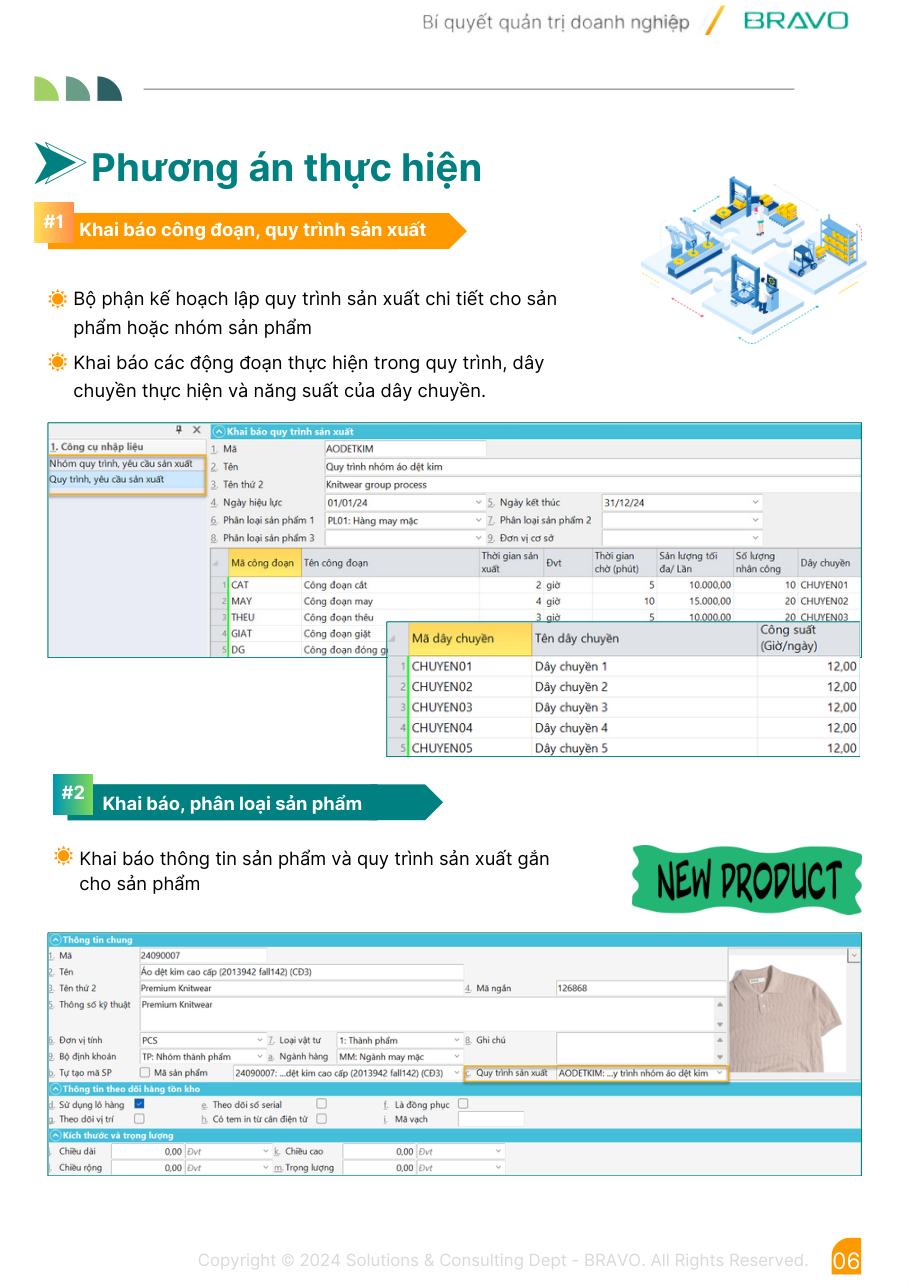 Bí quyết quản trị doanh nghiệp
BRAVO
Phương án thực hiện
#1
Khai báo công đoạn, quy trình sản xuất
Bộ phận kế hoạch lập quy trình sản xuất chi tiết cho sản
phẩm hoặc nhóm sản phẩm
Khai báo các động đoạn thực hiện trong quy trình, dây
chuyền thực hiện và năng suất của dây chuyền.
1. Công cụ nhập liệu
Nhóm quy trình, yêu cầu sản xuất
Quy trình, yêu cầu sản xuất
Khai báo quy trình sản xuất
1. Mã AODETKIM
2. Tên Quy trình nhóm áo dệt kim
3. Tên thứ 2 Knitwear group process
4. Ngày hiệu lực 01/01/24 5. Ngày kết thúc 31/12/24
6. Phân loại sản phẩm 1 PL01: Hàng may mặc 7. Phân loại sản phẩm 2
8. Phân loại sản phẩm 3 9. Đơn vị cơ sở
Mã công đoạn Tên công đoạn Thời gian sản xuất Đvt Thời gian chờ (phút) Sản lượng tối đa/ Lần Số lượng nhân công Dây chuyền
1 CAT Công đoạn cắt 2 giờ 5 10.000,00 10 CHUYEN01
2 MAY Công đoạn may 4 giờ 10 15.000,00 20 CHUYEN02
3 THEU Công đoạn thêu 3 giờ 5 10.000,00 20 CHUYEN03
4 GIAT Công đoạn giặt
5 DG Công đoạn đóng g
Mã dây chuyền Tên dây chuyền Công suất (Giờ/ngày)
1 CHUYEN01 Dây chuyền 1 12,00
2 CHUYEN02 Dây chuyền 2 12,00
3 CHUYEN03 Dây chuyền 3 12,00
4 CHUYEN04 Dây chuyền 4 12,00
5 CHUYEN05 Dây chuyền 5 12,00
#2
Khai báo, phân loại sản phẩm
Khai báo thông tin sản phẩm và quy trình sản xuất gắn
cho sản phẩm
NEW PRODUCT
Thông tin chung
1. Mã 24090007
2. Tên Áo dệt kim cao cấp (2013942 fall142) (CĐ3)
3. Tên thứ 2 Premium Knitwear 4. Mã ngắn 126868
5. Thông số kỹ thuật Premium Knitwear
6. Đơn vị tính PCS 7. Loại vật tư 1: Thành phẩm 8. Ghi chú
9. Bộ định khoản TP: Nhóm thành phẩm a. Ngành hàng MM: Ngành may mặc
b. Tự tạo mã SP Mã sản phẩm 24090007: ...dệt kim cao cấp (2013942 fall142) (CĐ3) c. Quy trình sản xuất AODETKIM: ...y trình nhóm áo dệt kim
Thông tin theo dõi hàng tồn kho
d. Sử dụng lô hàng e. Theo dõi số serial f. Là đồng phục
g. Theo dõi vị trí h. Có tem in từ cân điện tử i. Mã vạch
Kích thước và trọng lượng
Chiều dài 0,00 Đvt k. Chiều cao 0,00 Đvt
Chiều rộng 0,00 Đvt m. Trọng lượng 0,00 Đvt
Copyright © 2024 Solutions & Consulting Dept - BRAVO. All Rights Reserved.
06